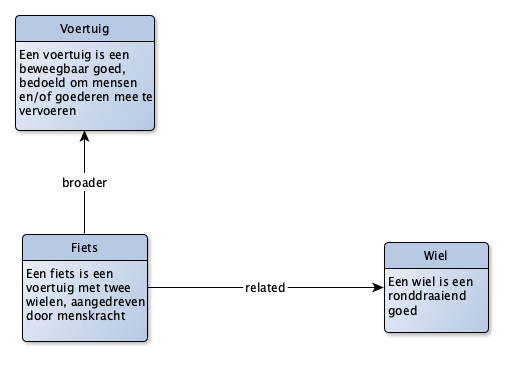 Voertuig
Een voertuig is een
beweegbaar goed,
bedoeld om mensen
en/of goederen mee te
vervoeren
broader
Fiets
Een fiets is een
voertuig met twee
wielen, aangedreven
door menskracht
related
Wiel
Een wiel is een
ronddraaiend
goed